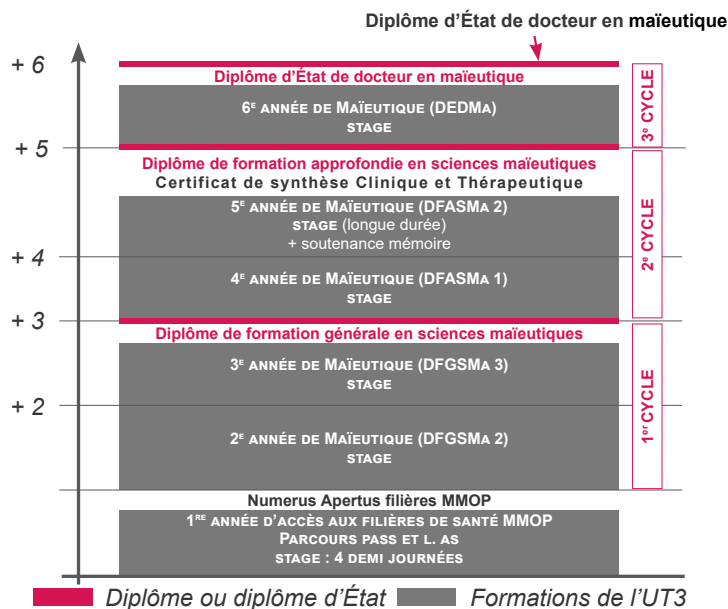 Diplôme d’État de docteur en maïeutique
+ 6
Diplôme d’État de docteur en maïeutique
6E ANNÉE DE MAÏEUTIQUE (DEDMA)
STAGE
3e CYCLE
+ 5
Diplôme de formation approfondie en sciences maïeutiques
Certificat de synthèse Clinique et Thérapeutique
5E ANNÉE DE MAÏEUTIQUE (DFASMA 2)
STAGE (longue durée)
+ soutenance mémoire
2e CYCLE
+ 4
4E ANNÉE DE MAÏEUTIQUE (DFASMA 1)
STAGE
+ 3
Diplôme de formation générale en sciences maïeutiques
3E ANNÉE DE MAÏEUTIQUE (DFGSMA 3)
STAGE
1er CYCLE
+ 2
2E ANNÉE DE MAÏEUTIQUE (DFGSMA 2)
STAGE
Numerus Apertus filières MMOP
1RE ANNÉE D’ACCÈS AUX FILIÈRES DE SANTÉ MMOP
PARCOURS PASS ET L. AS
STAGE : 4 DEMI JOURNÉES
Diplôme ou diplôme d’État
Formations de l’UT3